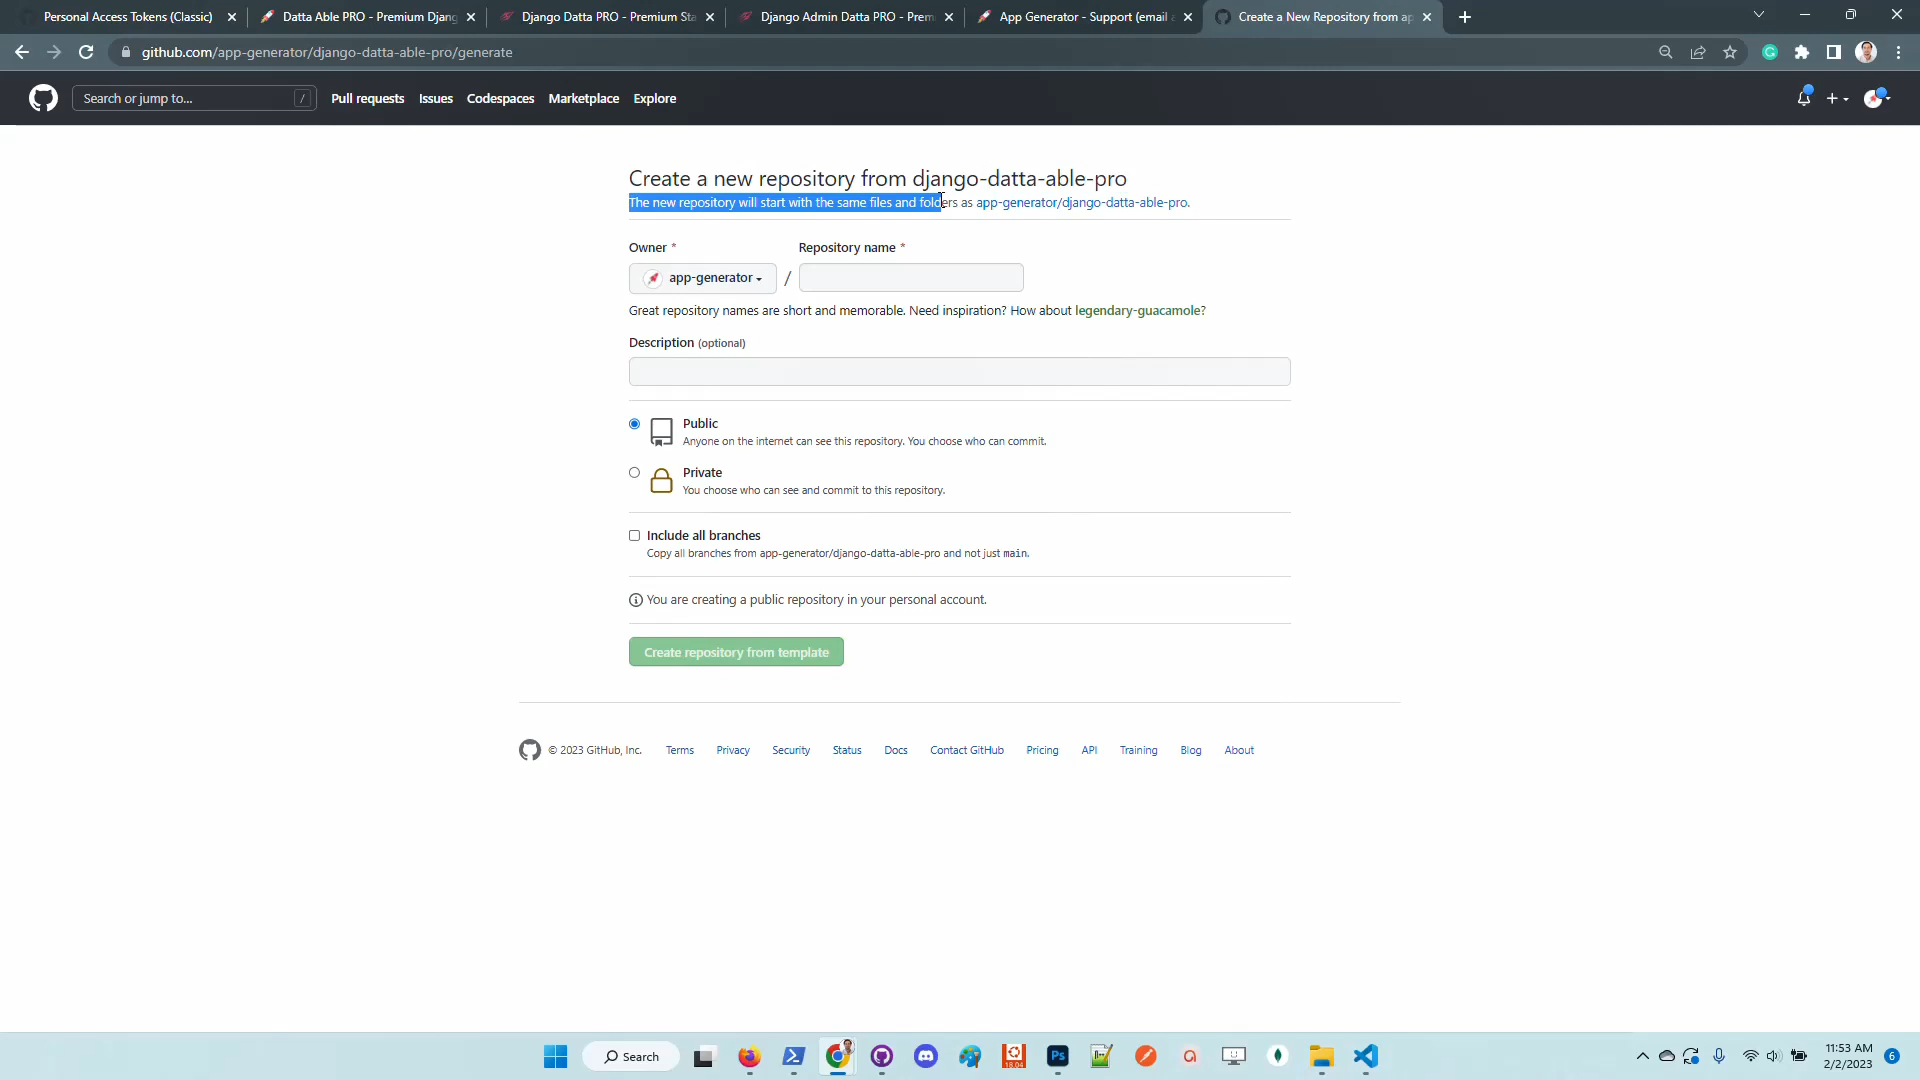 Personal Access Tokens (Classic)
Datta Able PRO - Premium Djang
Django Datta PRO - Premium Sta
Django Admin Datta PRO - Prem
App Generator - Support (email
Create a New Repository from ap
github.com/app-generator/django-datta-able-pro/generate
Search or jump to...
/
Pull requests
Issues
Codespaces
Marketplace
Explore
Create a new repository from django-datta-able-pro
The new repository will start with the same files and folders as app-generator/django-datta-able-pro.
Owner *
Repository name *
app-generator
/
Great repository names are short and memorable. Need inspiration? How about legendary-guacamole?
Description (optional)
Public
Anyone on the internet can see this repository. You choose who can commit.
Private
You choose who can see and commit to this repository.
Include all branches
Copy all branches from app-generator/django-datta-able-pro and not just main.
You are creating a public repository in your personal account.
Create repository from template
© 2023 GitHub, Inc.
Terms
Privacy
Security
Status
Docs
Contact GitHub
Pricing
API
Training
Blog
About
Search
Ps
18.04
11:53 AM
2/2/2023
6